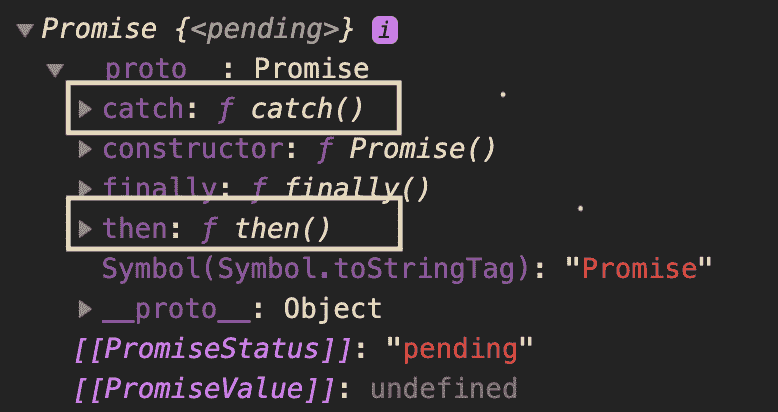 ▼ Promise {<pending>} i
▼ __proto__: Promise
▶ catch: ƒ catch()
▶ constructor: ƒ Promise()
▶ finally: ƒ finally()
▶ then: ƒ then()
Symbol(Symbol.toStringTag): "Promise"
▶ __proto__: Object
[[PromiseStatus]]: "pending"
[[PromiseValue]]: undefined